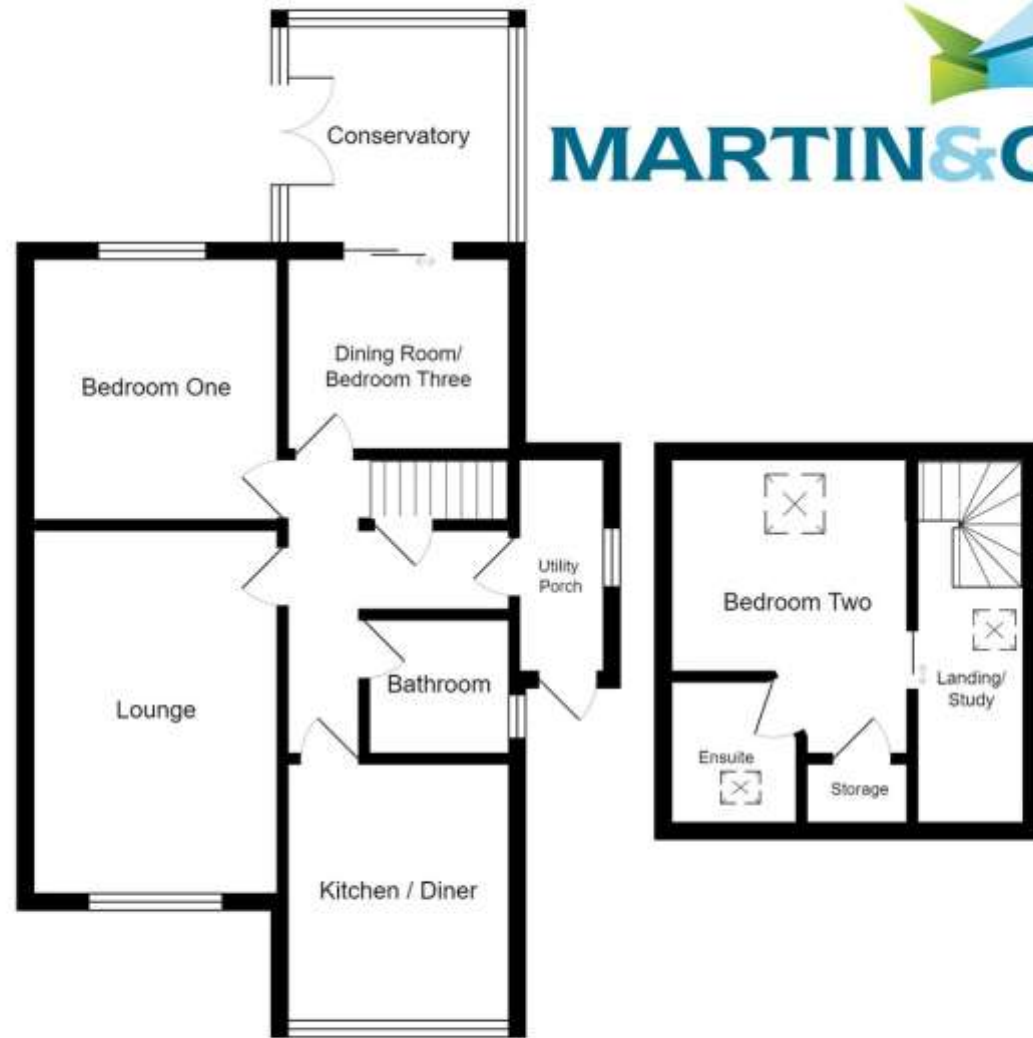 Conservatory
MARTIN&C
Dining Room/
Bedroom Three
Bedroom One
Utility
Porch
Bathroom
Lounge
Kitchen / Diner
Bedroom Two
Landing/
Study
Ensuite
Storage